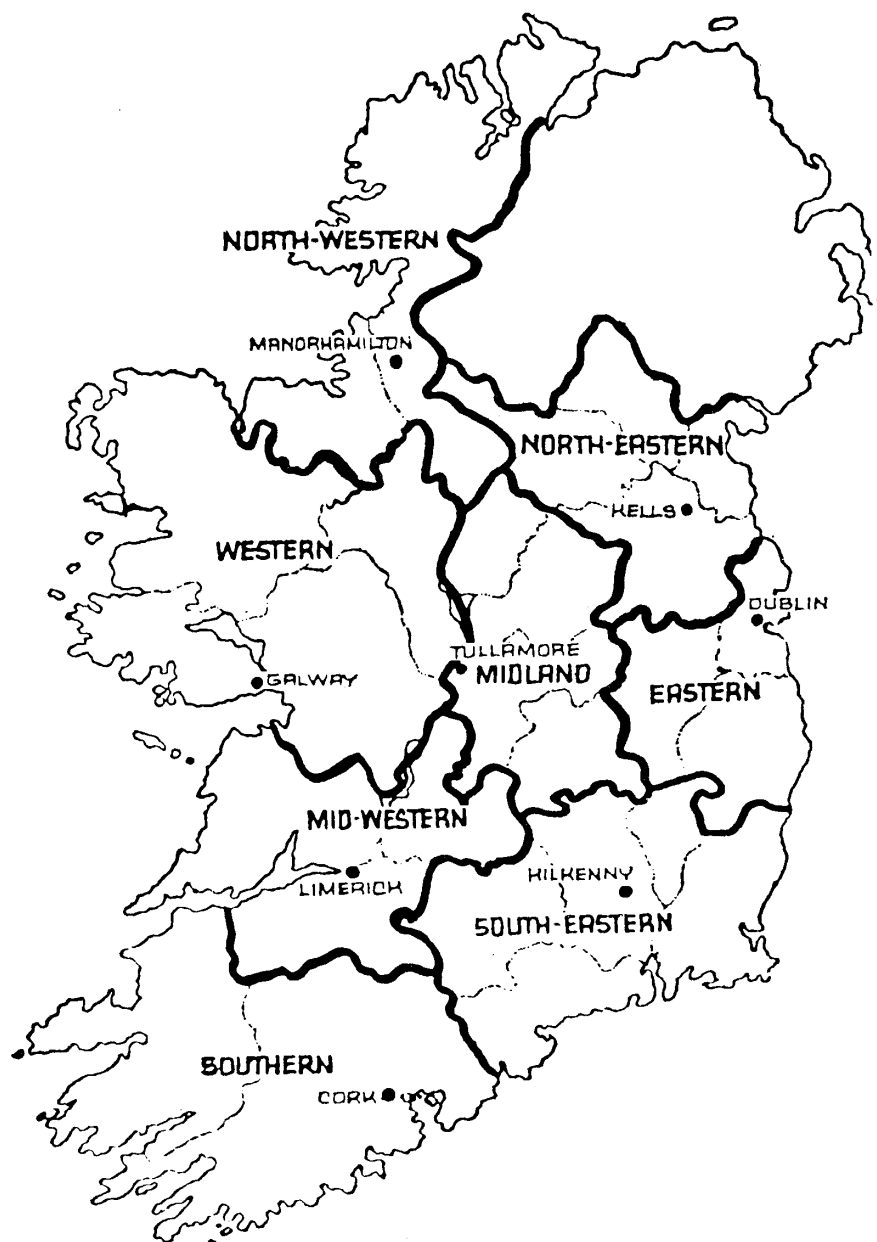 NORTH-WESTERN
MANORHAMILTON
NORTH-EASTERN
KELLS
WESTERN
DUBLIN
TULLAMORE
MIDLAND
GALWAY
EASTERN
MID-WESTERN
LIMERICK
KILKENNY
SOUTH-EASTERN
SOUTHERN
CORK